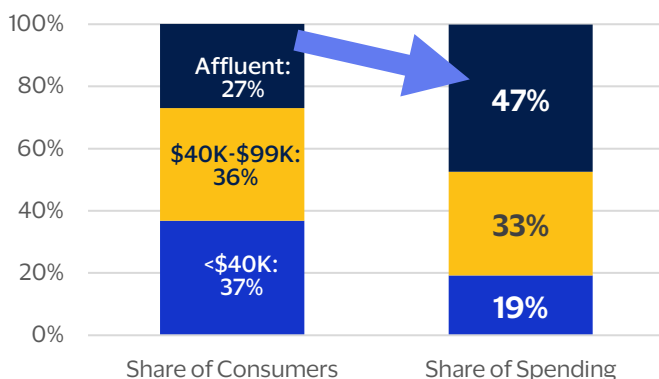 100%
80%
60%
40%
20%
0%
Affluent:
27%
$40K-$99K:
36%
<$40K:
37%
47%
33%
19%
Share of Consumers
Share of Spending